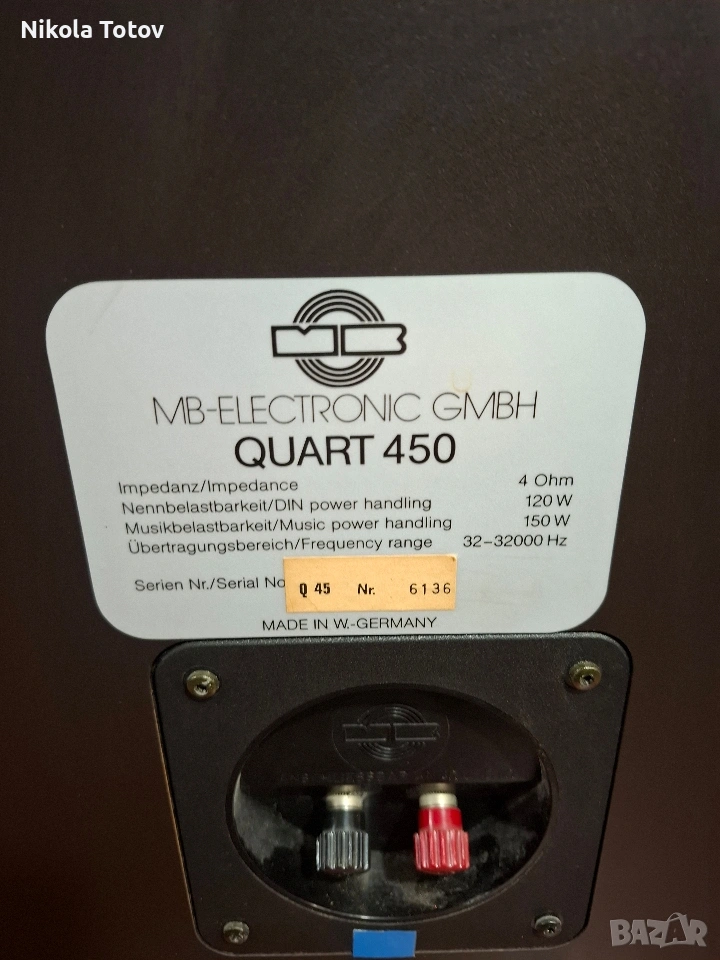 Nikola Totov
MB
MB-ELECTRONIC GMBH
QUART 450
Impedanz/Impedance 4 Ohm
Nennbelastbarkeit/DIN power handling 120 W
Musikbelastbarkeit/Music power handling 150 W
Übertragungsbereich/Frequency range 32-32000 Hz
Serien Nr./Serial No Q 45 Nr. 6136
MADE IN W.-GERMANY
MB
BAZAR